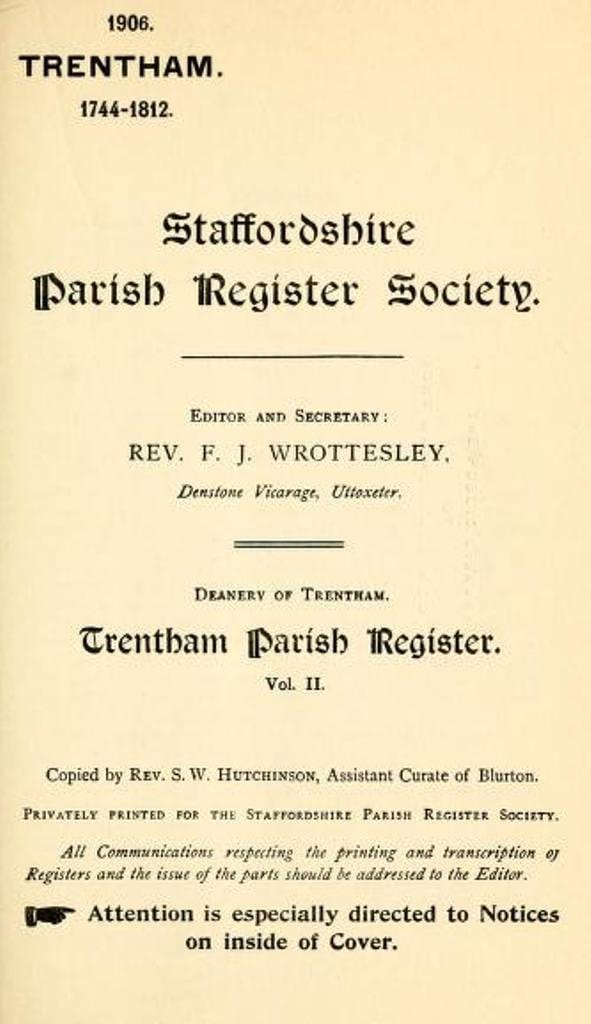 1906.
TRENTHAM.
1744-1812.
Staffordshire
Parish Register Society.
EDITOR AND SECRETARY:
REV. F. J. WROTTESLEY,
Denstone Vicarage, Uttoxeter.
DEANERY OF TRENTHAM.
Trentham Parish Register.
Vol. II.
Copied by REV. S. W. HUTCHINSON, Assistant Curate of Blurton.
PRIVATELY PRINTED FOR THE STAFFORDSHIRE PARISH REGISTER SOCIETY.
All Communications respecting the printing and transcription of
Registers and the issue of the parts should be addressed to the Editor.
☛ Attention is especially directed to Notices
on inside of Cover.